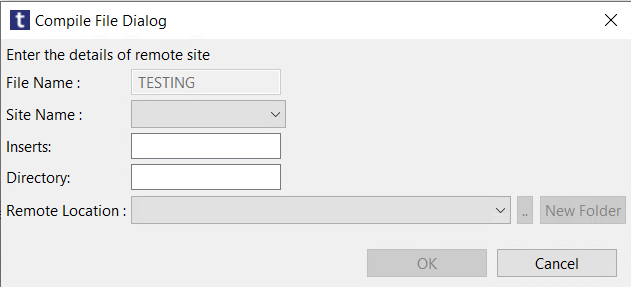 t Compile File Dialog
Enter the details of remote site
File Name : TESTING
Site Name :
Inserts:
Directory:
Remote Location : .. New Folder
OK Cancel